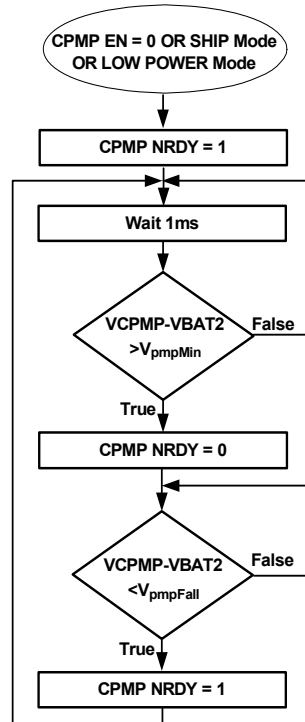 CPMP EN = 0 OR SHIP Mode
OR LOW POWER Mode
CPMP NRDY = 1
Wait 1ms
VCPMP-VBAT2
>VpmpMin
False
True
CPMP NRDY = 0
VCPMP-VBAT2
<VpmpFall
False
True
CPMP NRDY = 1